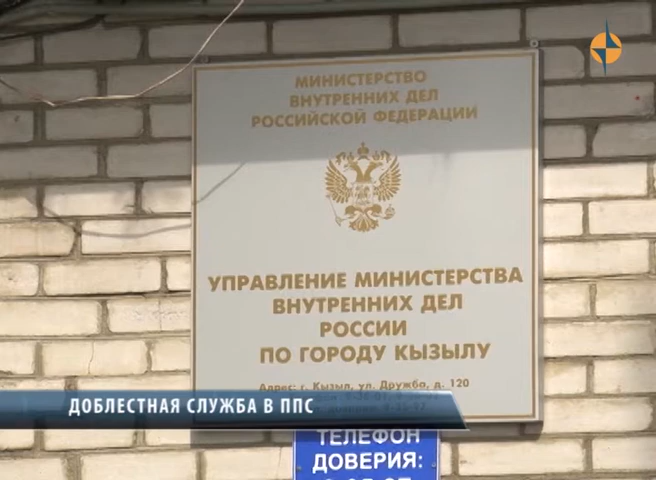 МИНИСТЕРСТВО
ВНУТРЕННИХ ДЕЛ
РОССИЙСКОЙ ФЕДЕРАЦИИ
УПРАВЛЕНИЕ МИНИСТЕРСТВА
ВНУТРЕННИХ ДЕЛ
РОССИИ
ПО ГОРОДУ КЫЗЫЛУ
Адрес: г. Кызыл, ул. Дружба, д. 120
ДОБЛЕСТНАЯ СЛУЖБА В ППС
ТЕЛЕФОН
ДОВЕРИЯ: